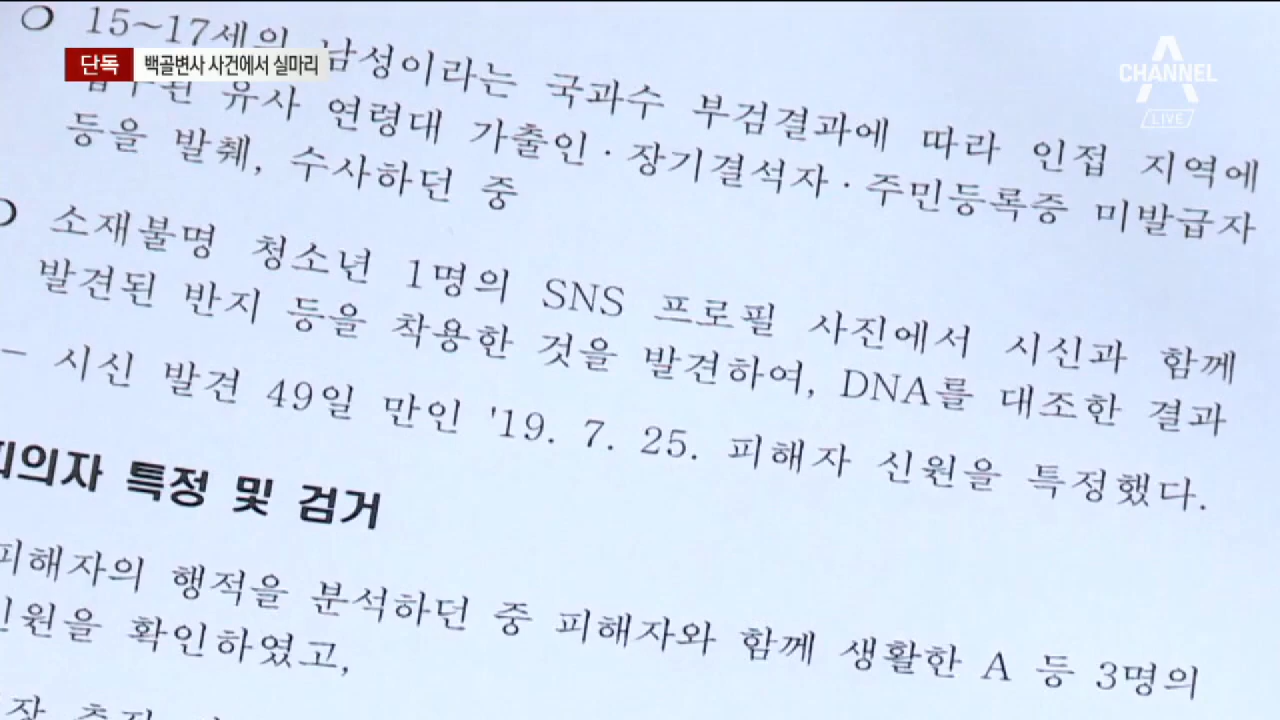 ○ 15~17세의 남성이라는 국과수 부검결과에 따라 인접 지역에
단독 백골변사 사건에서 실마리
CHANNEL A
LIVE
유사 연령대 가출인·장기결석자·주민등록증 미발급자
등을 발췌, 수사하던 중
○ 소재불명 청소년 1명의 SNS 프로필 사진에서 시신과 함께
발견된 반지 등을 착용한 것을 발견하여, DNA를 대조한 결과
- 시신 발견 49일 만인 '19. 7. 25. 피해자 신원을 특정했다.
피의자 특정 및 검거
피해자의 행적을 분석하던 중 피해자와 함께 생활한 A 등 3명의
신원을 확인하였고,